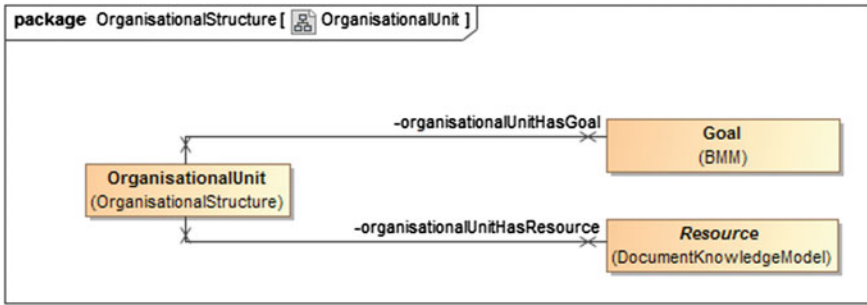 package OrganisationalStructure [ OrganisationalUnit ]
-organisationalUnitHasGoal
Goal
(BMM)
OrganisationalUnit
(OrganisationalStructure)
-organisationalUnitHasResource
Resource
(DocumentKnowledgeModel)